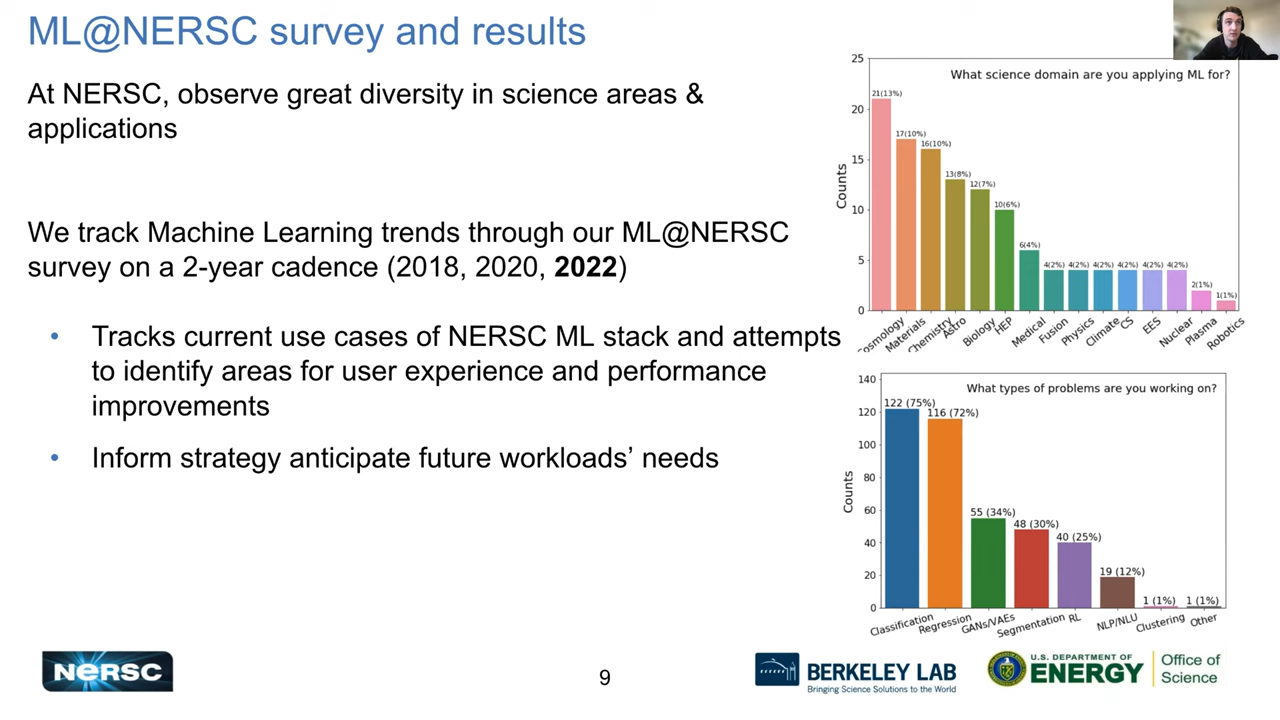 ML@NERSC survey and results
At NERSC, observe great diversity in science areas &
applications
We track Machine Learning trends through our ML@NERSC
survey on a 2-year cadence (2018, 2020, 2022)
• Tracks current use cases of NERSC ML stack and attempts
to identify areas for user experience and performance
improvements
• Inform strategy anticipate future workloads’ needs
What science domain are you applying ML for?
Counts
25
20
15
10
5
0
21(13%)
17(10%)
16(10%)
13(8%)
12(7%)
10(6%)
6(4%)
4(2%)
4(2%)
4(2%)
4(2%)
4(2%)
4(2%)
2(1%)
1(1%)
Materials
Chemistry
Astro
Biology
HEP
Medical
Fusion
Physics
Climate
CS
EES
Nuclear
Plasma
Robotics
What types of problems are you working on?
Counts
140
120
100
80
60
40
20
0
122 (75%)
116 (72%)
55 (34%)
48 (30%)
40 (25%)
19 (12%)
1 (1%)
1 (1%)
Classification
Regression
GANs/VAEs
Segmentation
RL
NLP/NLU
Clustering
Other
NERSC
9
BERKELEY LAB
Bringing Science Solutions to the World
U.S. DEPARTMENT OF
ENERGY
Office of
Science